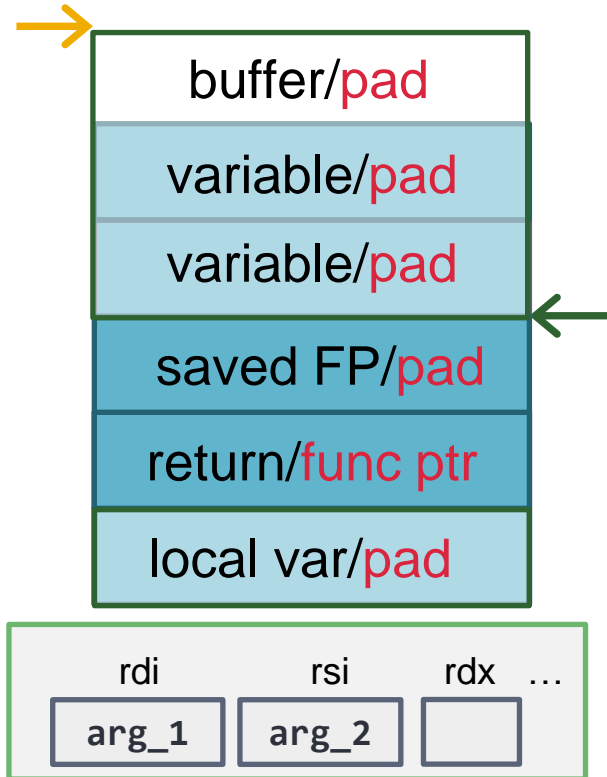 buffer/pad
variable/pad
variable/pad
saved FP/pad
return/func ptr
local var/pad
rdi rsi rdx …
arg_1 arg_2